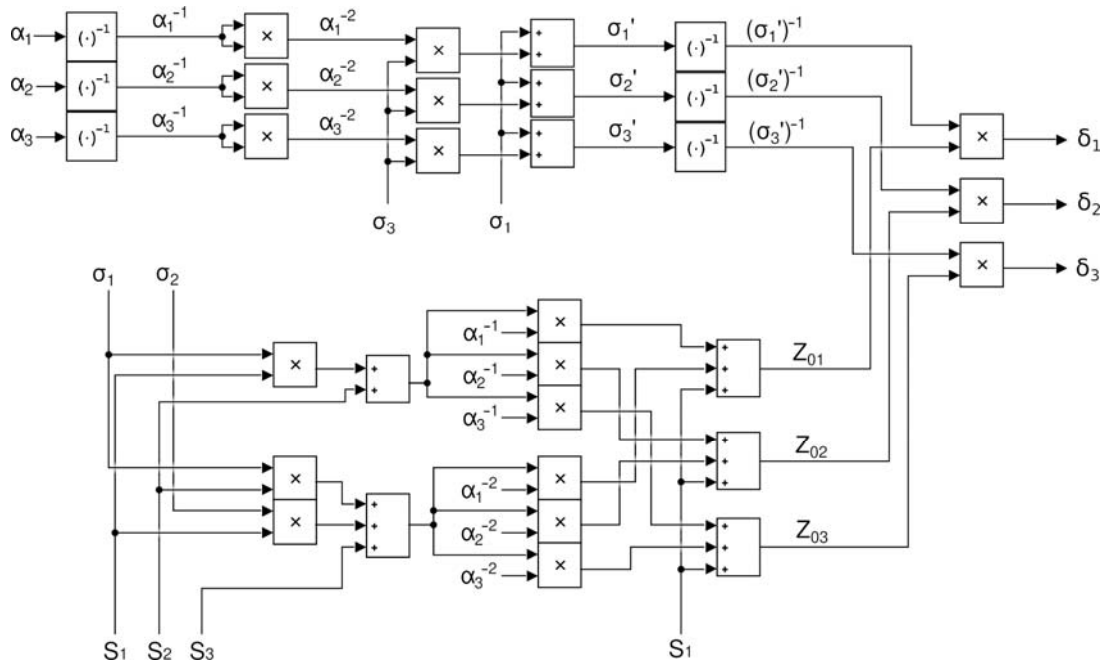 α₁ (·)⁻¹ α₁⁻¹ × α₁⁻² × + + σ₁' (·)⁻¹ (σ₁')⁻¹
α₂ (·)⁻¹ α₂⁻¹ × α₂⁻² × + + σ₂' (·)⁻¹ (σ₂')⁻¹
α₃ (·)⁻¹ α₃⁻¹ × α₃⁻² × + + σ₃' (·)⁻¹ (σ₃')⁻¹
× δ₁
× δ₂
× δ₃
σ₃ σ₁
σ₁ σ₂
× + + α₁⁻¹ × + + + Z₀₁
α₂⁻¹ ×
α₃⁻¹ ×
+ + + Z₀₂
× + + + α₁⁻² ×
× α₂⁻² × + + + Z₀₃
α₃⁻² ×
S₁ S₂ S₃ S₁